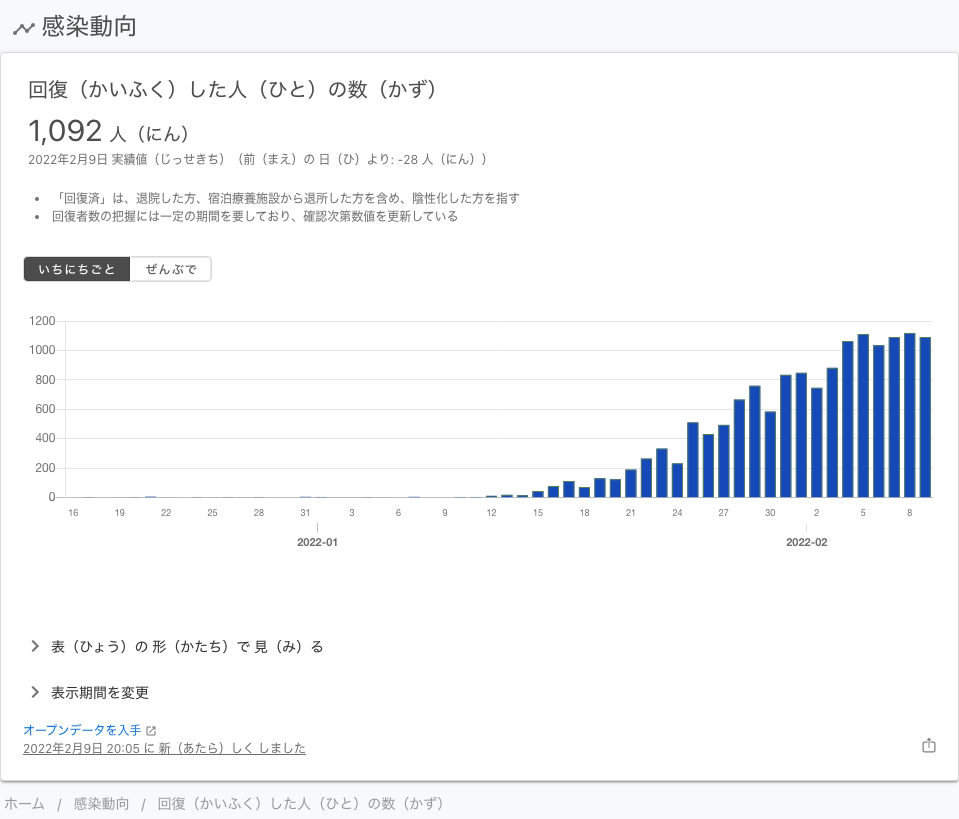 感染動向
回復（かいふく）した人（ひと）の数（かず）
1,092 人（にん）
2022年2月9日 実績値（じっせきち）（前（まえ）の 日（ひ）より: -28 人（にん））
「回復済」は、退院した方、宿泊療養施設から退所した方を含め、陰性化した方を指す
回復者数の把握には一定の期間を要しており、確認次第数値を更新している
いちにちごと ぜんぶで
1200
1000
800
600
400
200
0
16 19 22 25 28 31 3 6 9 12 15 18 21 24 27 30 2 5 8
2022-01 2022-02
表（ひょう）の 形（かたち）で 見（み）る
表示期間を変更
オープンデータを入手
2022年2月9日 20:05 に 新（あたら）しく しました
ホーム / 感染動向 / 回復（かいふく）した人（ひと）の数（かず）